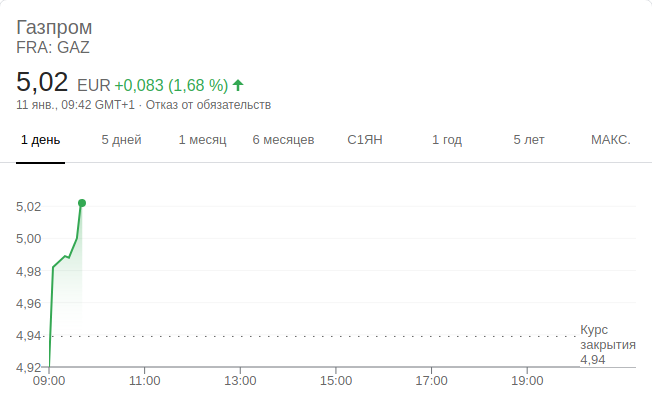 Газпром
FRA: GAZ
5,02 EUR +0,083 (1,68 %)
11 янв., 09:42 GMT+1 · Отказ от обязательств
1 день 5 дней 1 месяц 6 месяцев С1ЯН 1 год 5 лет МАКС.
5,02
5,00
4,98
4,96
4,94
4,92
Курс
закрытия
4,94
09:00 11:00 13:00 15:00 17:00 19:00